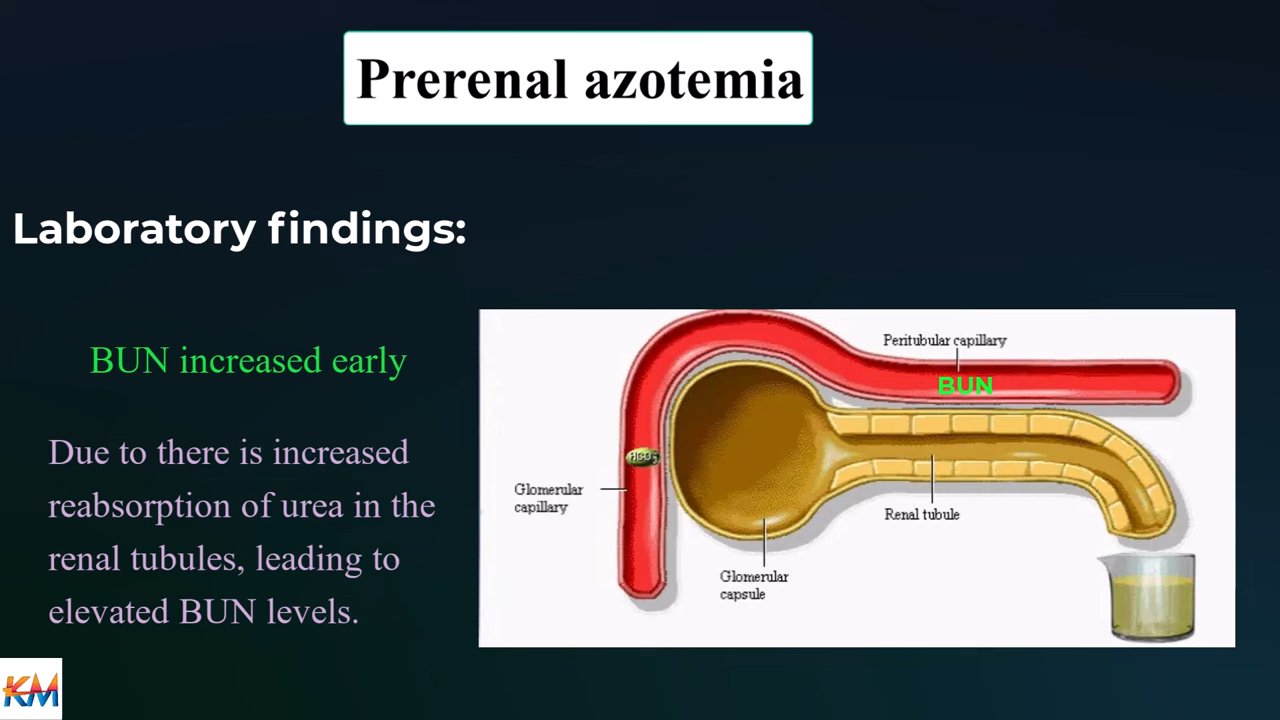 Prerenal azotemia
Laboratory findings:
BUN increased early
Due to there is increased
reabsorption of urea in the
renal tubules, leading to
elevated BUN levels.
Peritubular capillary
BUN
Glomerular
capillary
Renal tubule
Glomerular
capsule
KM